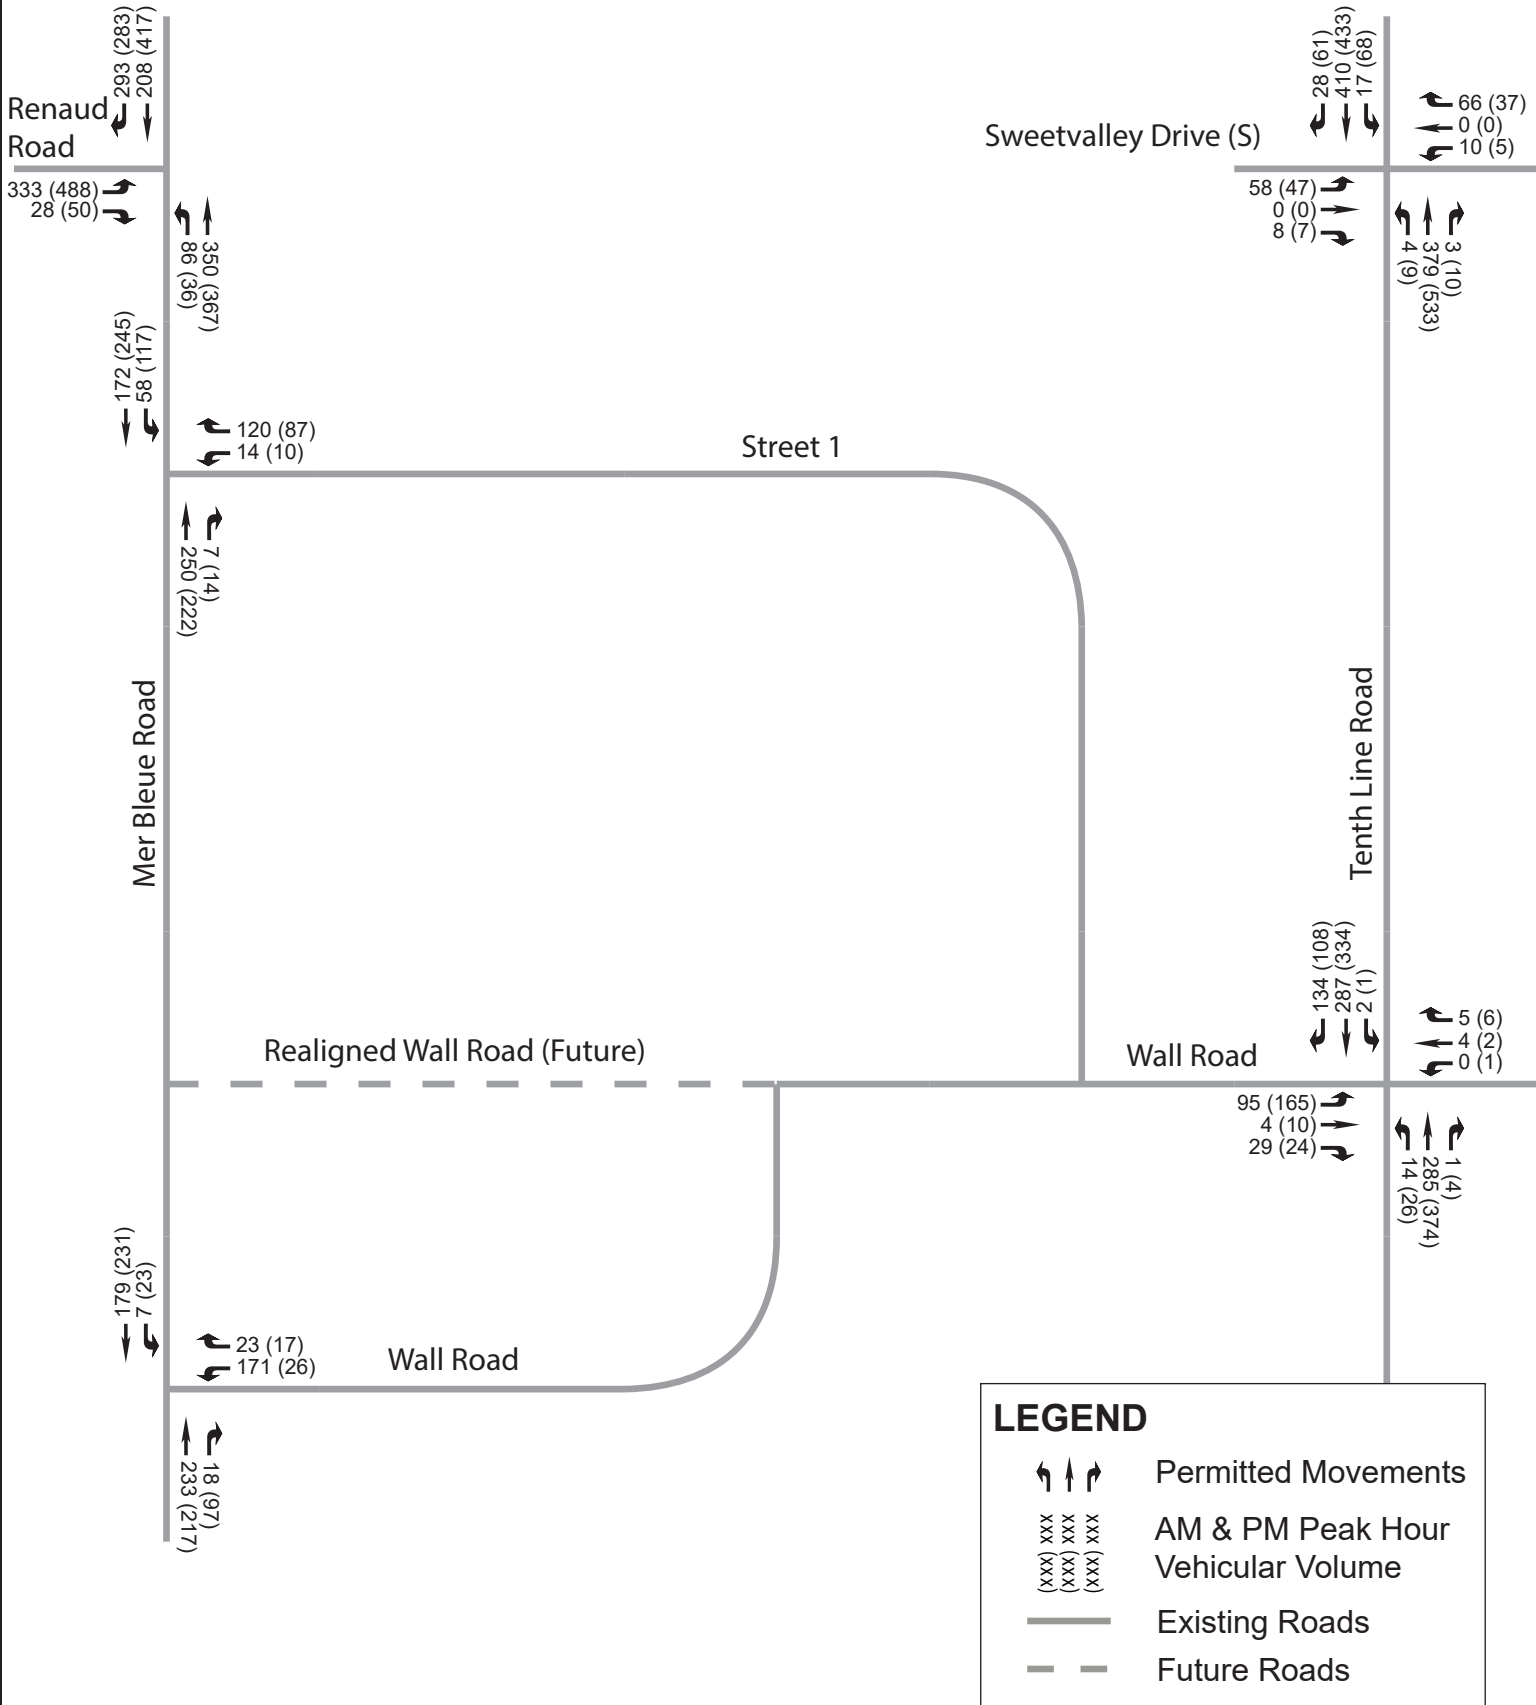 293 (283)
208 (417)
Renaud
Road
333 (488)
28 (50)
86 (36)
350 (367)
28 (61)
410 (433)
17 (68)
66 (37)
0 (0)
10 (5)
Sweetvalley Drive (S)
58 (47)
0 (0)
8 (7)
4 (9)
379 (533)
3 (10)
172 (245)
58 (117)
120 (87)
14 (10)
Street 1
250 (222)
7 (14)
Mer Bleue Road
Tenth Line Road
134 (108)
287 (334)
2 (1)
5 (6)
4 (2)
0 (1)
Realigned Wall Road (Future)
Wall Road
95 (165)
4 (10)
29 (24)
14 (26)
285 (374)
1 (4)
179 (231)
7 (23)
23 (17)
171 (26)
Wall Road
233 (217)
18 (97)
LEGEND
Permitted Movements
xxx (xxx)
xxx (xxx)
xxx (xxx)
AM & PM Peak Hour
Vehicular Volume
Existing Roads
Future Roads